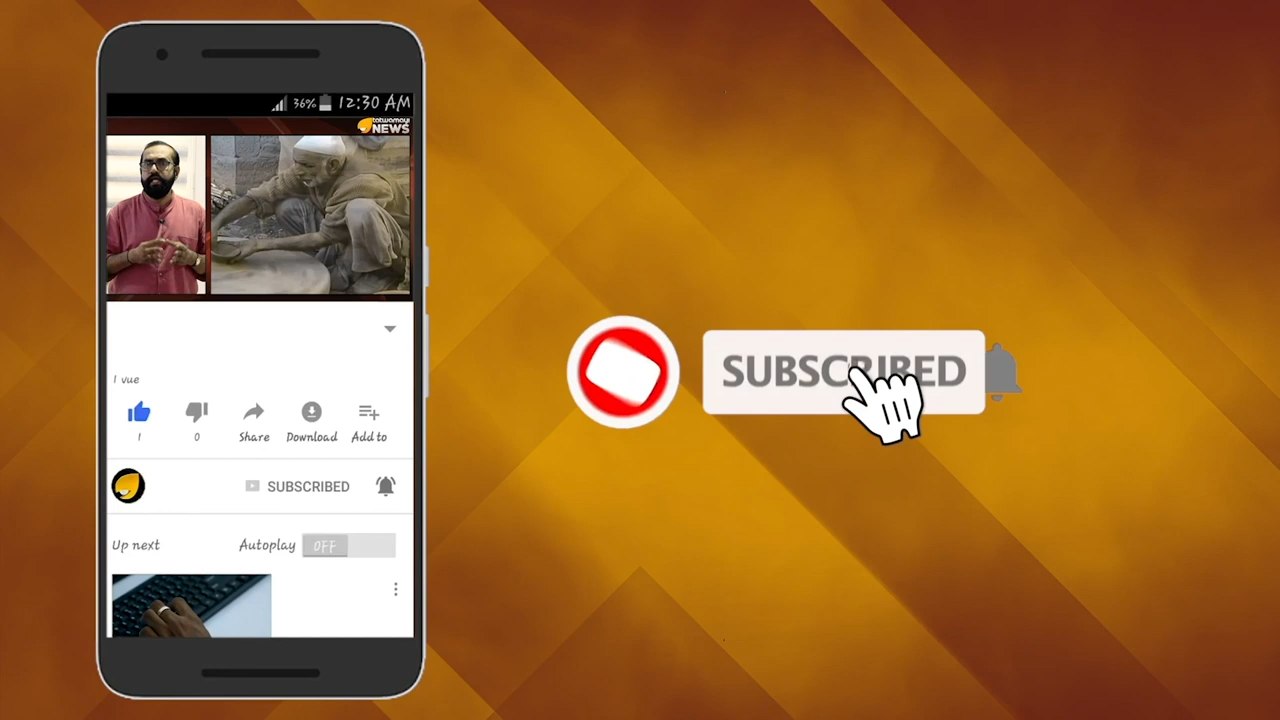 36% 12:30 AM
tatwamayi
NEWS
1 vue
1 0 Share Download Add to
SUBSCRIBED
Up next Autoplay OFF
SUBSCRIBED